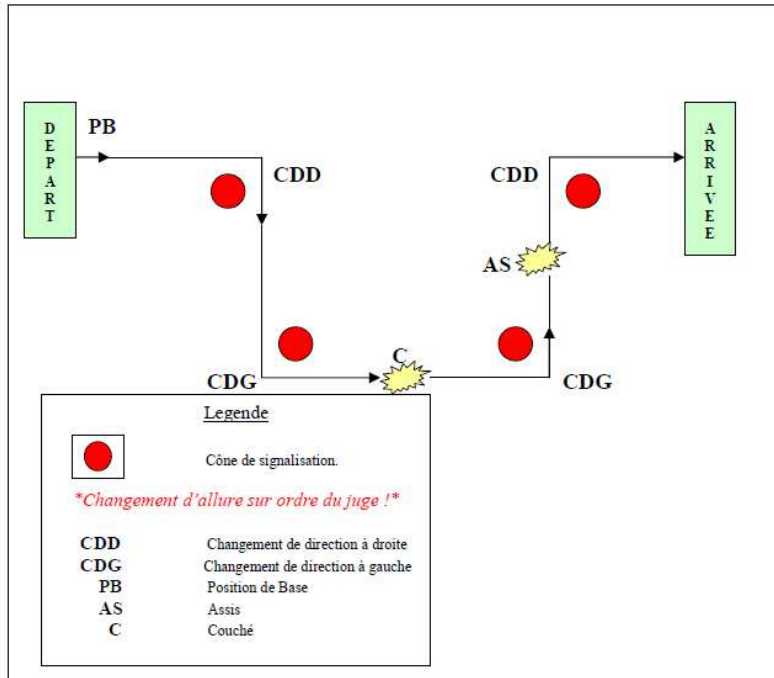 DEPART
PB
CDD
CDD
ARRIVEE
AS
C
CDG
CDG
Legende
Cône de signalisation.
*Changement d'allure sur ordre du juge !*
CDD Changement de direction à droite
CDG Changement de direction à gauche
PB Position de Base
AS Assis
C Couché